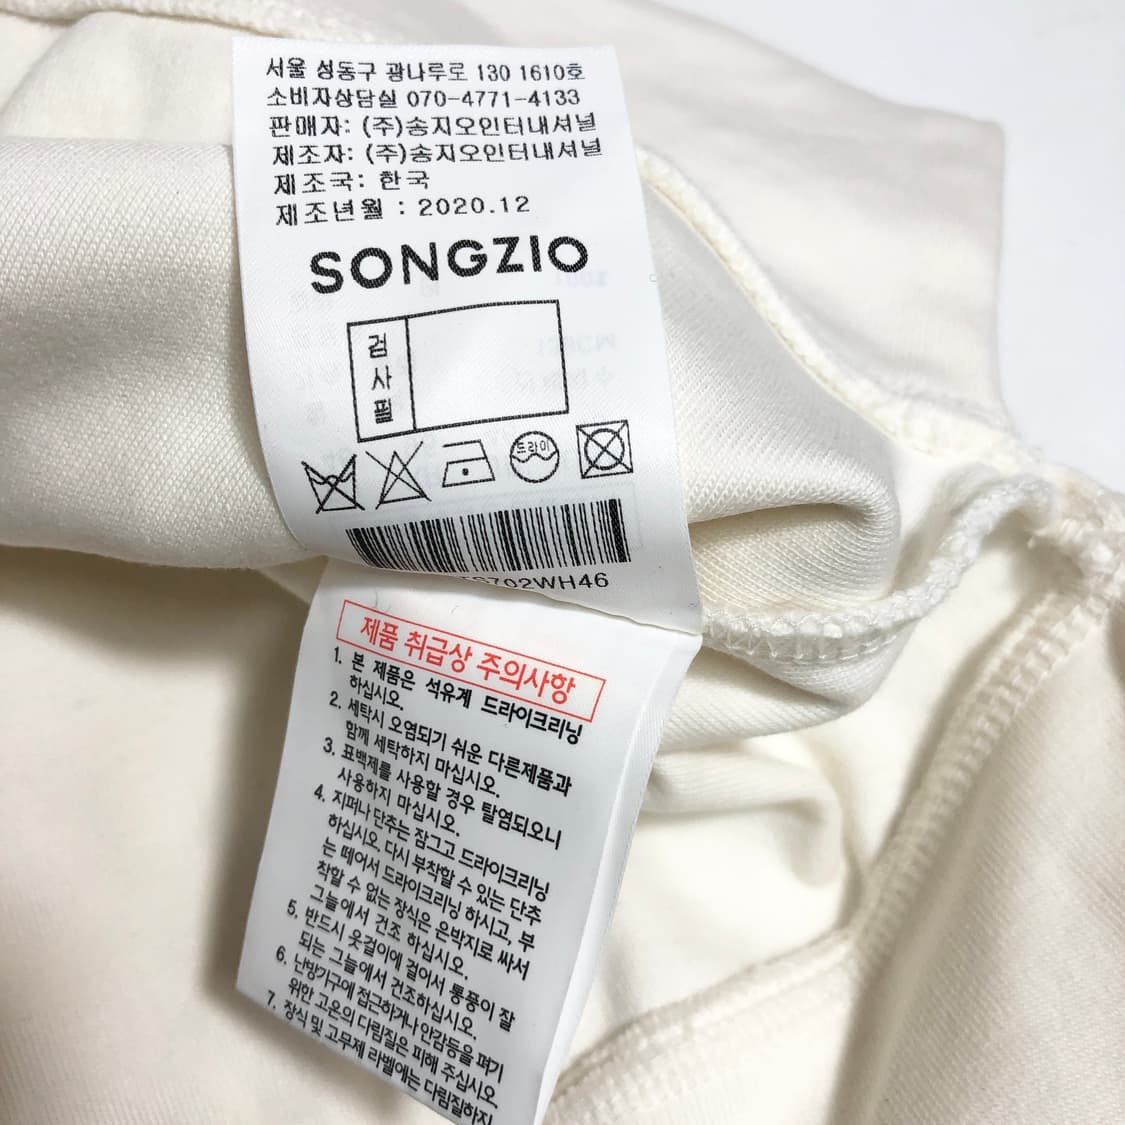 서울 성동구 광나루로 130 1610호
소비자상담실 070-4771-4133
판매자: (주)송지오인터내셔널
제조자: (주)송지오인터내셔널
제조국: 한국
제조년월 : 2020.12
SONGZIO
검
사
필
드라이
702WH46
제품 취급상 주의사항
1. 본 제품은 석유계 드라이크리닝
하십시오.
2. 세탁시 오염되기 쉬운 다른제품과
함께 세탁하지 마십시오.
3. 표백제를 사용할 경우 탈염되오니
사용하지 마십시오.
4. 지퍼나 단추는 잠그고 드라이크리닝
하십시오. 다시 부착할 수 있는 단추
는 떼어서 드라이크리닝 하시고, 부
착할 수 없는 장식은 은박지로 싸서
그늘에서 건조 하십시오.
5. 반드시 옷걸이에 걸어서 통풍이 잘
되는 그늘에서 건조하십시오.
6. 난방기구에 접근하거나 안감등을 펴기
위한 고온의 다림질은 피해 주십시오.
7. 장식 및 고무제 라벨에는 다림질하지